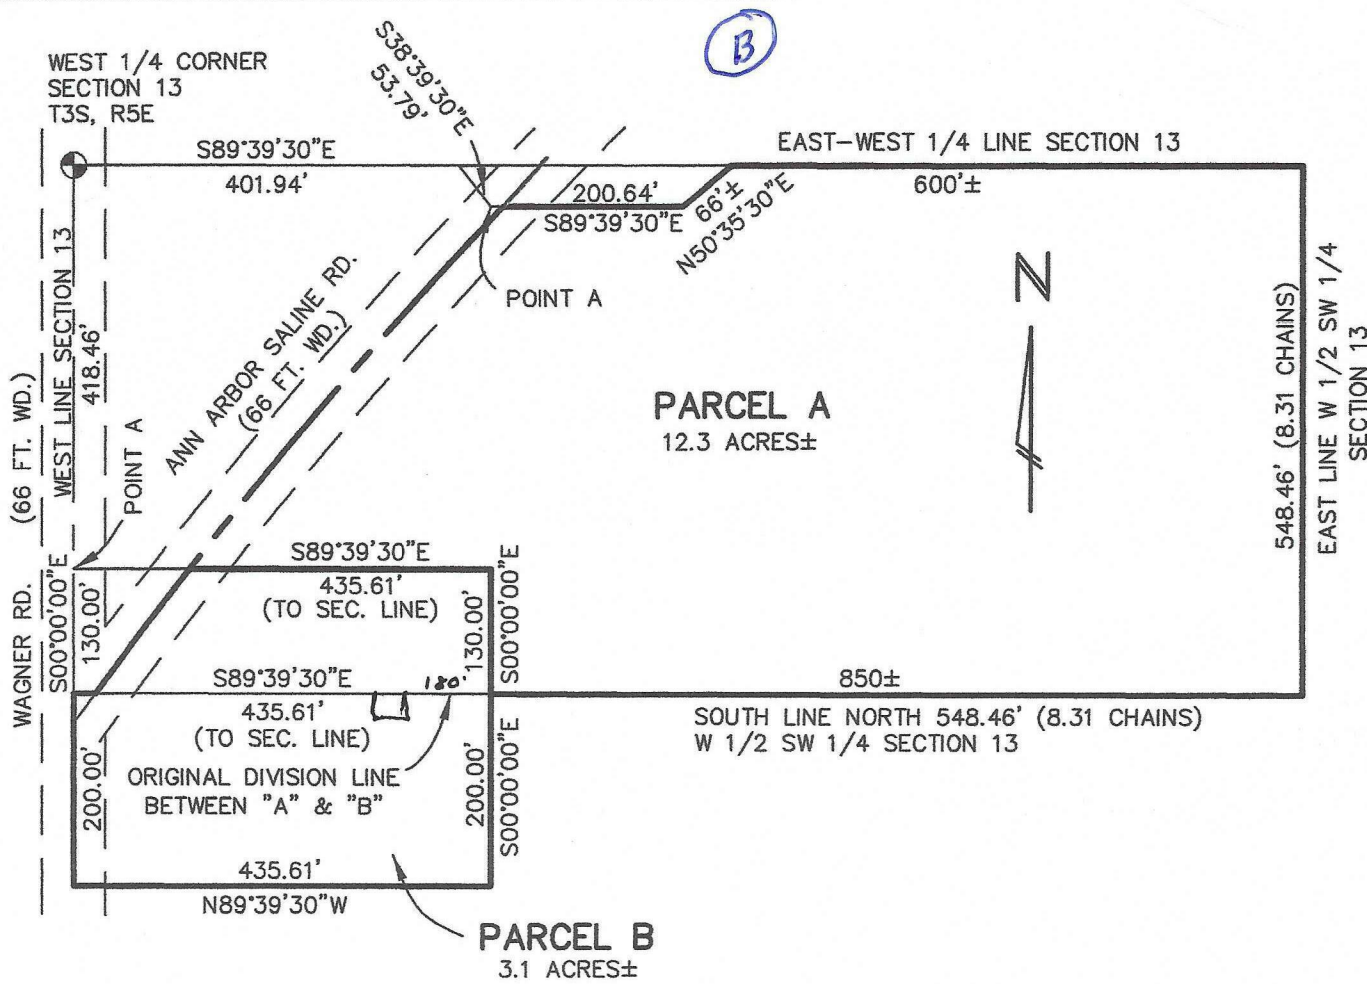 B
WEST 1/4 CORNER
SECTION 13
T3S, R5E
S38°39'30"E
53.79'
S89°39'30"E
401.94'
EAST-WEST 1/4 LINE SECTION 13
600'±
200.64'
S89°39'30"E
66'±
N50°35'30"E
POINT A
ANN ARBOR SALINE RD.
(66 FT. WD.)
WEST LINE SECTION 13
418.46'
POINT A
WAGNER RD. (66 FT. WD.)
N
PARCEL A
12.3 ACRES±
548.46' (8.31 CHAINS)
EAST LINE W 1/2 SW 1/4
SECTION 13
S89°39'30"E
435.61'
(TO SEC. LINE)
S00°00'00"E
130.00'
130.00'
S00°00'00"E
S89°39'30"E
180'
435.61'
(TO SEC. LINE)
850±
SOUTH LINE NORTH 548.46' (8.31 CHAINS)
W 1/2 SW 1/4 SECTION 13
ORIGINAL DIVISION LINE
BETWEEN "A" & "B"
200.00'
200.00'
S00°00'00"E
435.61'
N89°39'30"W
PARCEL B
3.1 ACRES±